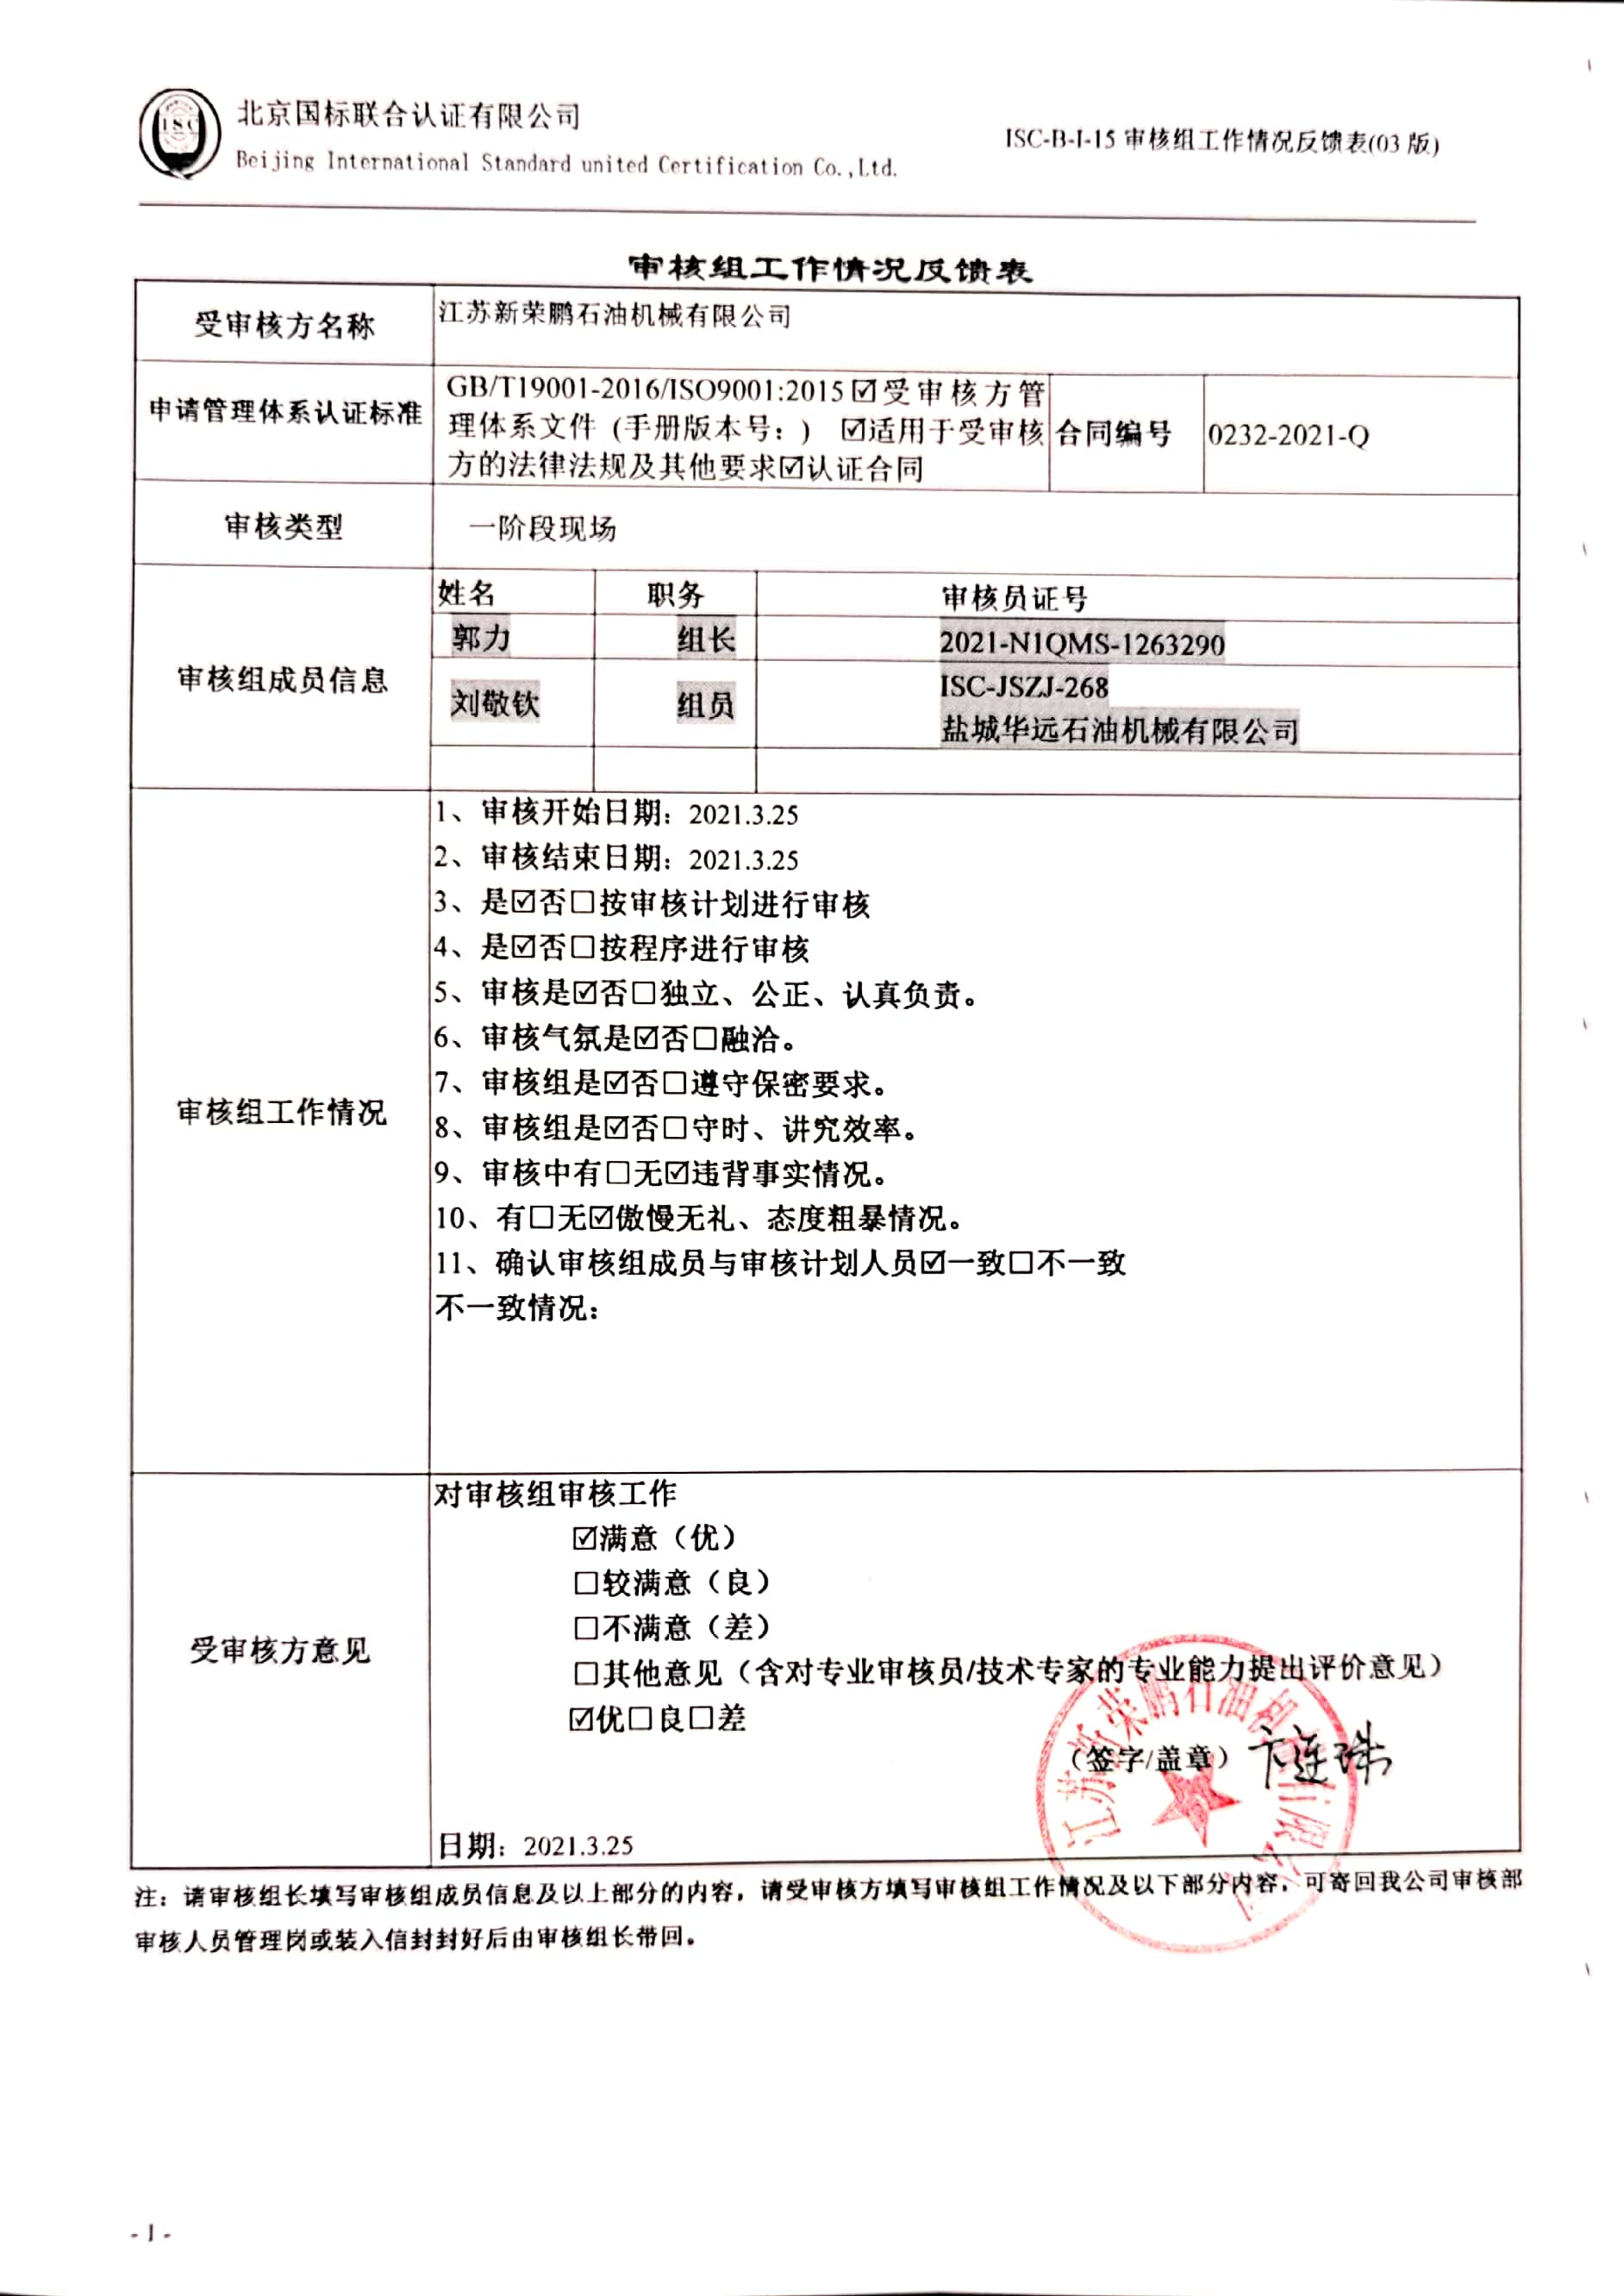 ISC
北京国标联合认证有限公司
Beijing International Standard united Certification Co.,Ltd.
ISC-B-I-15 审核组工作情况反馈表(03 版)
审核组工作情况反馈表
受审核方名称
江苏新荣鹏石油机械有限公司
申请管理体系认证标准
GB/T19001-2016/ISO9001:2015☑受审核方管
理体系文件 (手册版本号：) ☑适用于受审核
方的法律法规及其他要求☑认证合同
合同编号
0232-2021-Q
审核类型
一阶段现场
审核组成员信息
姓名 职务 审核员证号
郭力 组长 2021-N1QMS-1263290
刘敬钦 组员 ISC-JSZJ-268
盐城华远石油机械有限公司
审核组工作情况
1、审核开始日期：2021.3.25
2、审核结束日期：2021.3.25
3、是☑否☐按审核计划进行审核
4、是☑否☐按程序进行审核
5、审核是☑否☐独立、公正、认真负责。
6、审核气氛是☑否☐融洽。
7、审核组是☑否☐遵守保密要求。
8、审核组是☑否☐守时、讲究效率。
9、审核中有☐无☑违背事实情况。
10、有☐无☑傲慢无礼、态度粗暴情况。
11、确认审核组成员与审核计划人员☑一致☐不一致
不一致情况：
受审核方意见
对审核组审核工作
☑满意（优）
☐较满意（良）
☐不满意（差）
☐其他意见（含对专业审核员/技术专家的专业能力提出评价意见）
☑优☐良☐差
（签字/盖章）卞连珠
江苏新荣鹏石油机械有限公司
日期：2021.3.25
注：请审核组长填写审核组成员信息及以上部分的内容，请受审核方填写审核组工作情况及以下部分内容，可寄回我公司审核部
审核人员管理岗或装入信封封好后由审核组长带回。
- 1 -